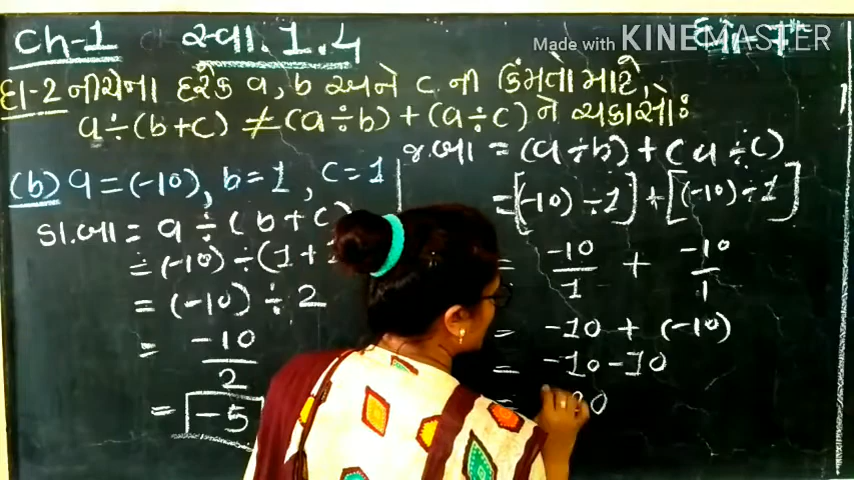 Ch-1 સ્વા.1.4
Made with KINEMASTER
દા-2 નીચેના દરેક a, b અને c ની કિંમતો માટે,
a÷(b+c) ≠ (a÷b) + (a÷c) ને ચકાસોઃ
(b) a=(-10), b=1, c=1
ડા.બા = a÷(b+c)
= (-10)÷(1+
= (-10) ÷ 2
= -10/2
= -5
જ.બા = (a÷b) + (a÷c)
= [(-10) ÷1] + [(-10)÷1]
= -10/1 + -10/1
= -10 + (-10)
= -10-10
= 20